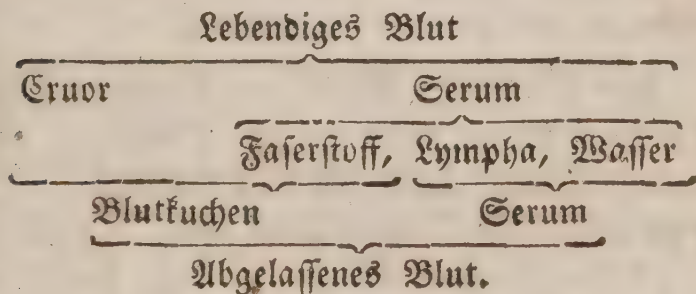 Lebendiges Blut
Cruor Serum
Faserstoff, Lympha, Wasser
Blutkuchen Serum
Abgelassenes Blut.